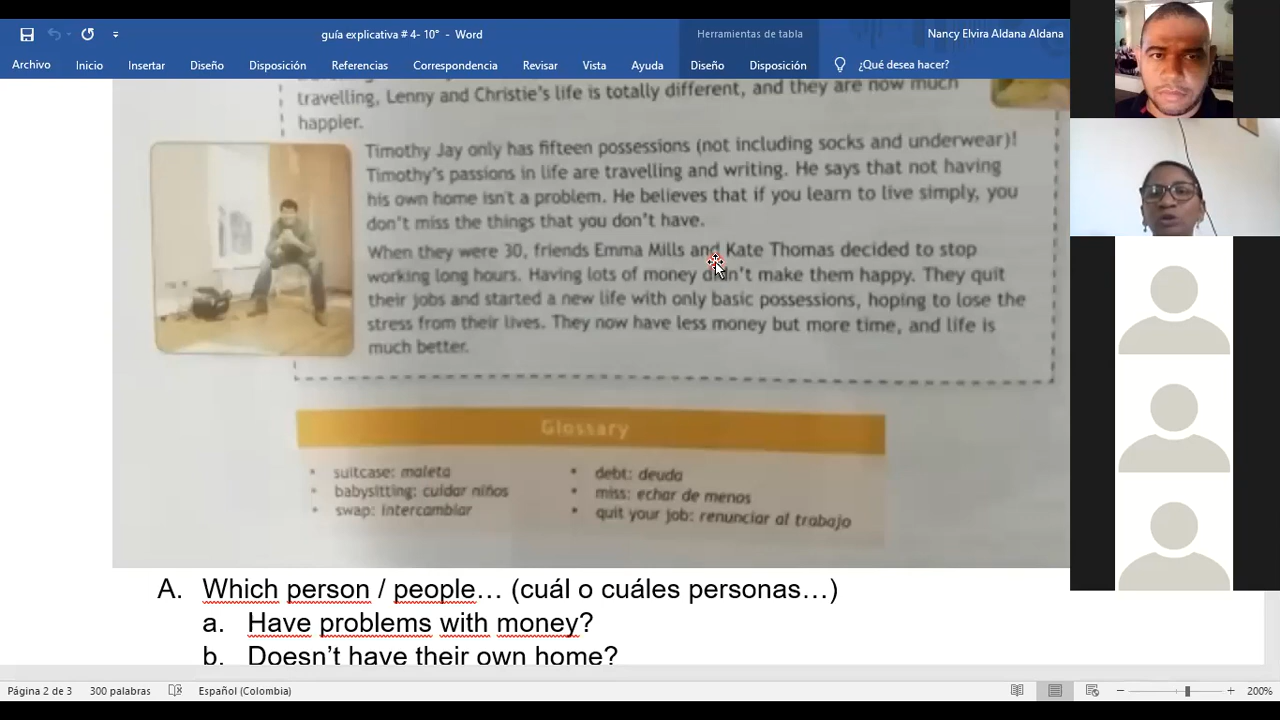 guía explicativa # 4- 10° - Word
Herramientas de tabla
Nancy Elvira Aldana Aldana
Archivo Inicio Insertar Diseño Disposición Referencias Correspondencia Revisar Vista Ayuda Diseño Disposición ¿Qué desea hacer?
travelling, Lenny and Christie's life is totally different, and they are now much
happier.
Timothy Jay only has fifteen possessions (not including socks and underwear)!
Timothy's passions in life are travelling and writing. He says that not having
his own home isn't a problem. He believes that if you learn to live simply, you
don't miss the things that you don't have.
When they were 30, friends Emma Mills and Kate Thomas decided to stop
working long hours. Having lots of money didn't make them happy. They quit
their jobs and started a new life with only basic possessions, hoping to lose the
stress from their lives. They now have less money but more time, and life is
much better.
Glossary
• suitcase: maleta
• babysitting: cuidar niños
• swap: intercambiar
• debt: deuda
• miss: echar de menos
• quit your job: renunciar al trabajo
A. Which person / people… (cuál o cuáles personas…)
a. Have problems with money?
b. Doesn't have their own home?
Página 2 de 3 300 palabras Español (Colombia) 200%